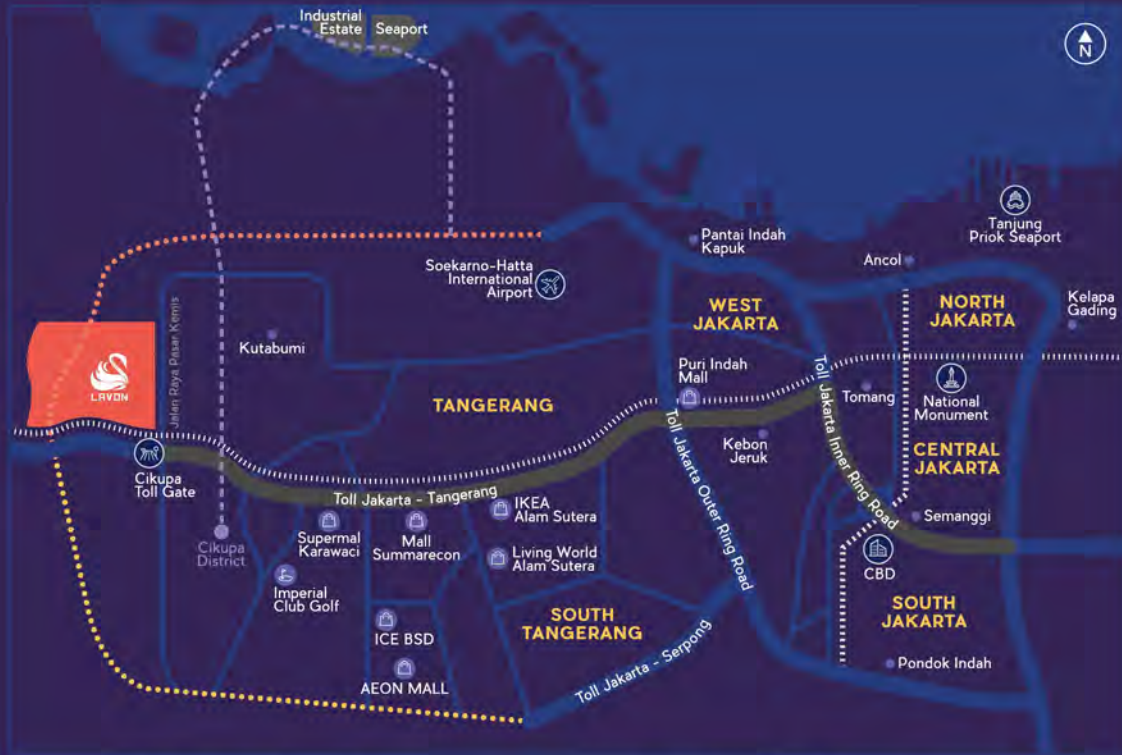 Industrial
Estate
Seaport
N
Tanjung
Priok Seaport
Pantai Indah
Kapuk
Ancol
Soekarno-Hatta
International
Airport
WEST
JAKARTA
NORTH
JAKARTA
Kelapa
Gading
Jalan Raya Pasar Kemis
Kutabumi
LAVON
Puri Indah
Mall
Tomang
National
Monument
TANGERANG
Toll Jakarta Inner Ring Road
Kebon
Jeruk
CENTRAL
JAKARTA
Cikupa
Toll Gate
Toll Jakarta - Tangerang
Toll Jakarta Outer Ring Road
IKEA
Alam Sutera
Semanggi
Supermal
Karawaci
Mall
Summarecon
Cikupa
District
Living World
Alam Sutera
CBD
Imperial
Club Golf
SOUTH
TANGERANG
SOUTH
JAKARTA
ICE BSD
Toll Jakarta - Serpong
Pondok Indah
AEON MALL